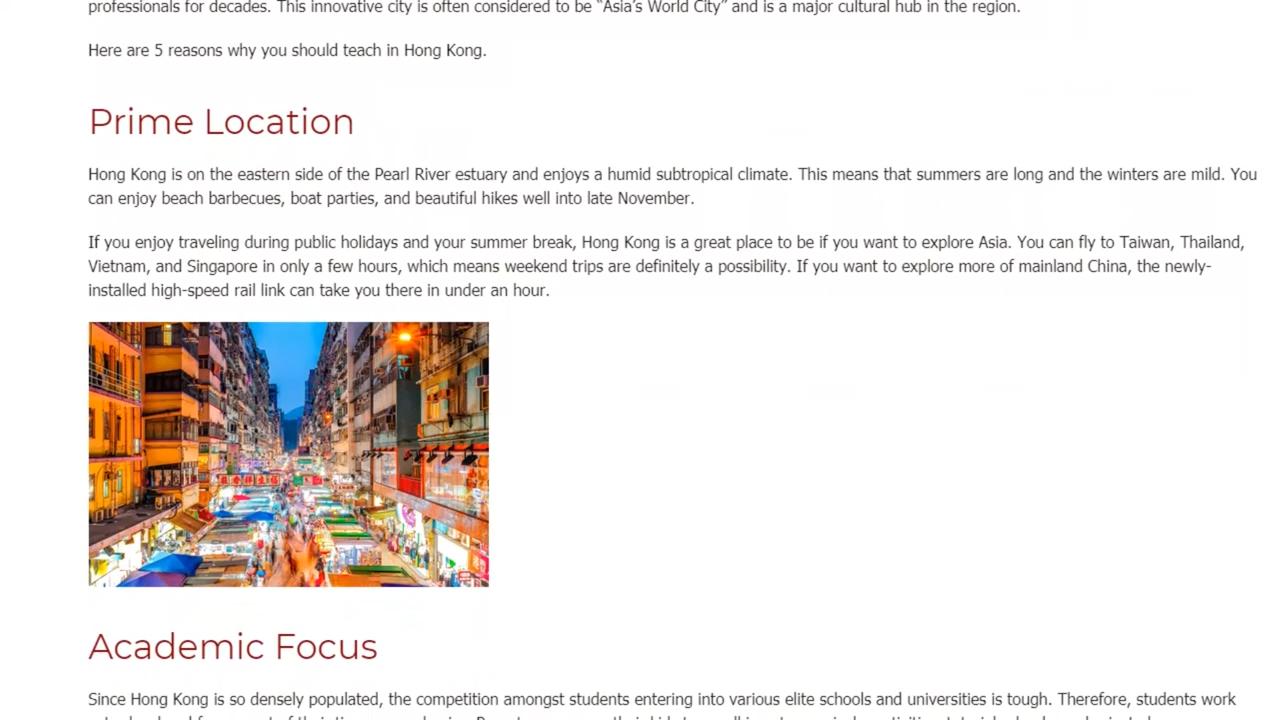 professionals for decades. This innovative city is often considered to be “Asia’s World City” and is a major cultural hub in the region.
Here are 5 reasons why you should teach in Hong Kong.
Prime Location
Hong Kong is on the eastern side of the Pearl River estuary and enjoys a humid subtropical climate. This means that summers are long and the winters are mild. You
can enjoy beach barbecues, boat parties, and beautiful hikes well into late November.
If you enjoy traveling during public holidays and your summer break, Hong Kong is a great place to be if you want to explore Asia. You can fly to Taiwan, Thailand,
Vietnam, and Singapore in only a few hours, which means weekend trips are definitely a possibility. If you want to explore more of mainland China, the newly-
installed high-speed rail link can take you there in under an hour.
Academic Focus
Since Hong Kong is so densely populated, the competition amongst students entering into various elite schools and universities is tough. Therefore, students work